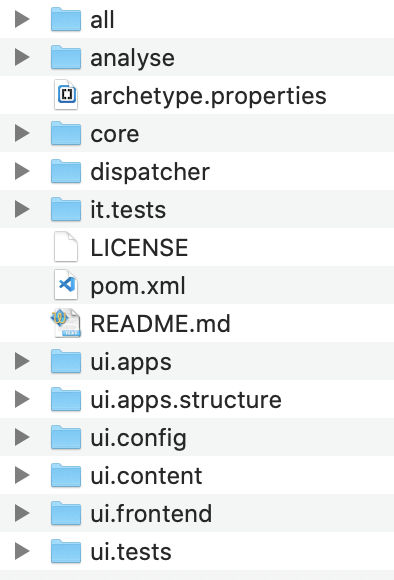 all
analyse
archetype.properties
core
dispatcher
it.tests
LICENSE
pom.xml
README.md
ui.apps
ui.apps.structure
ui.config
ui.content
ui.frontend
ui.tests